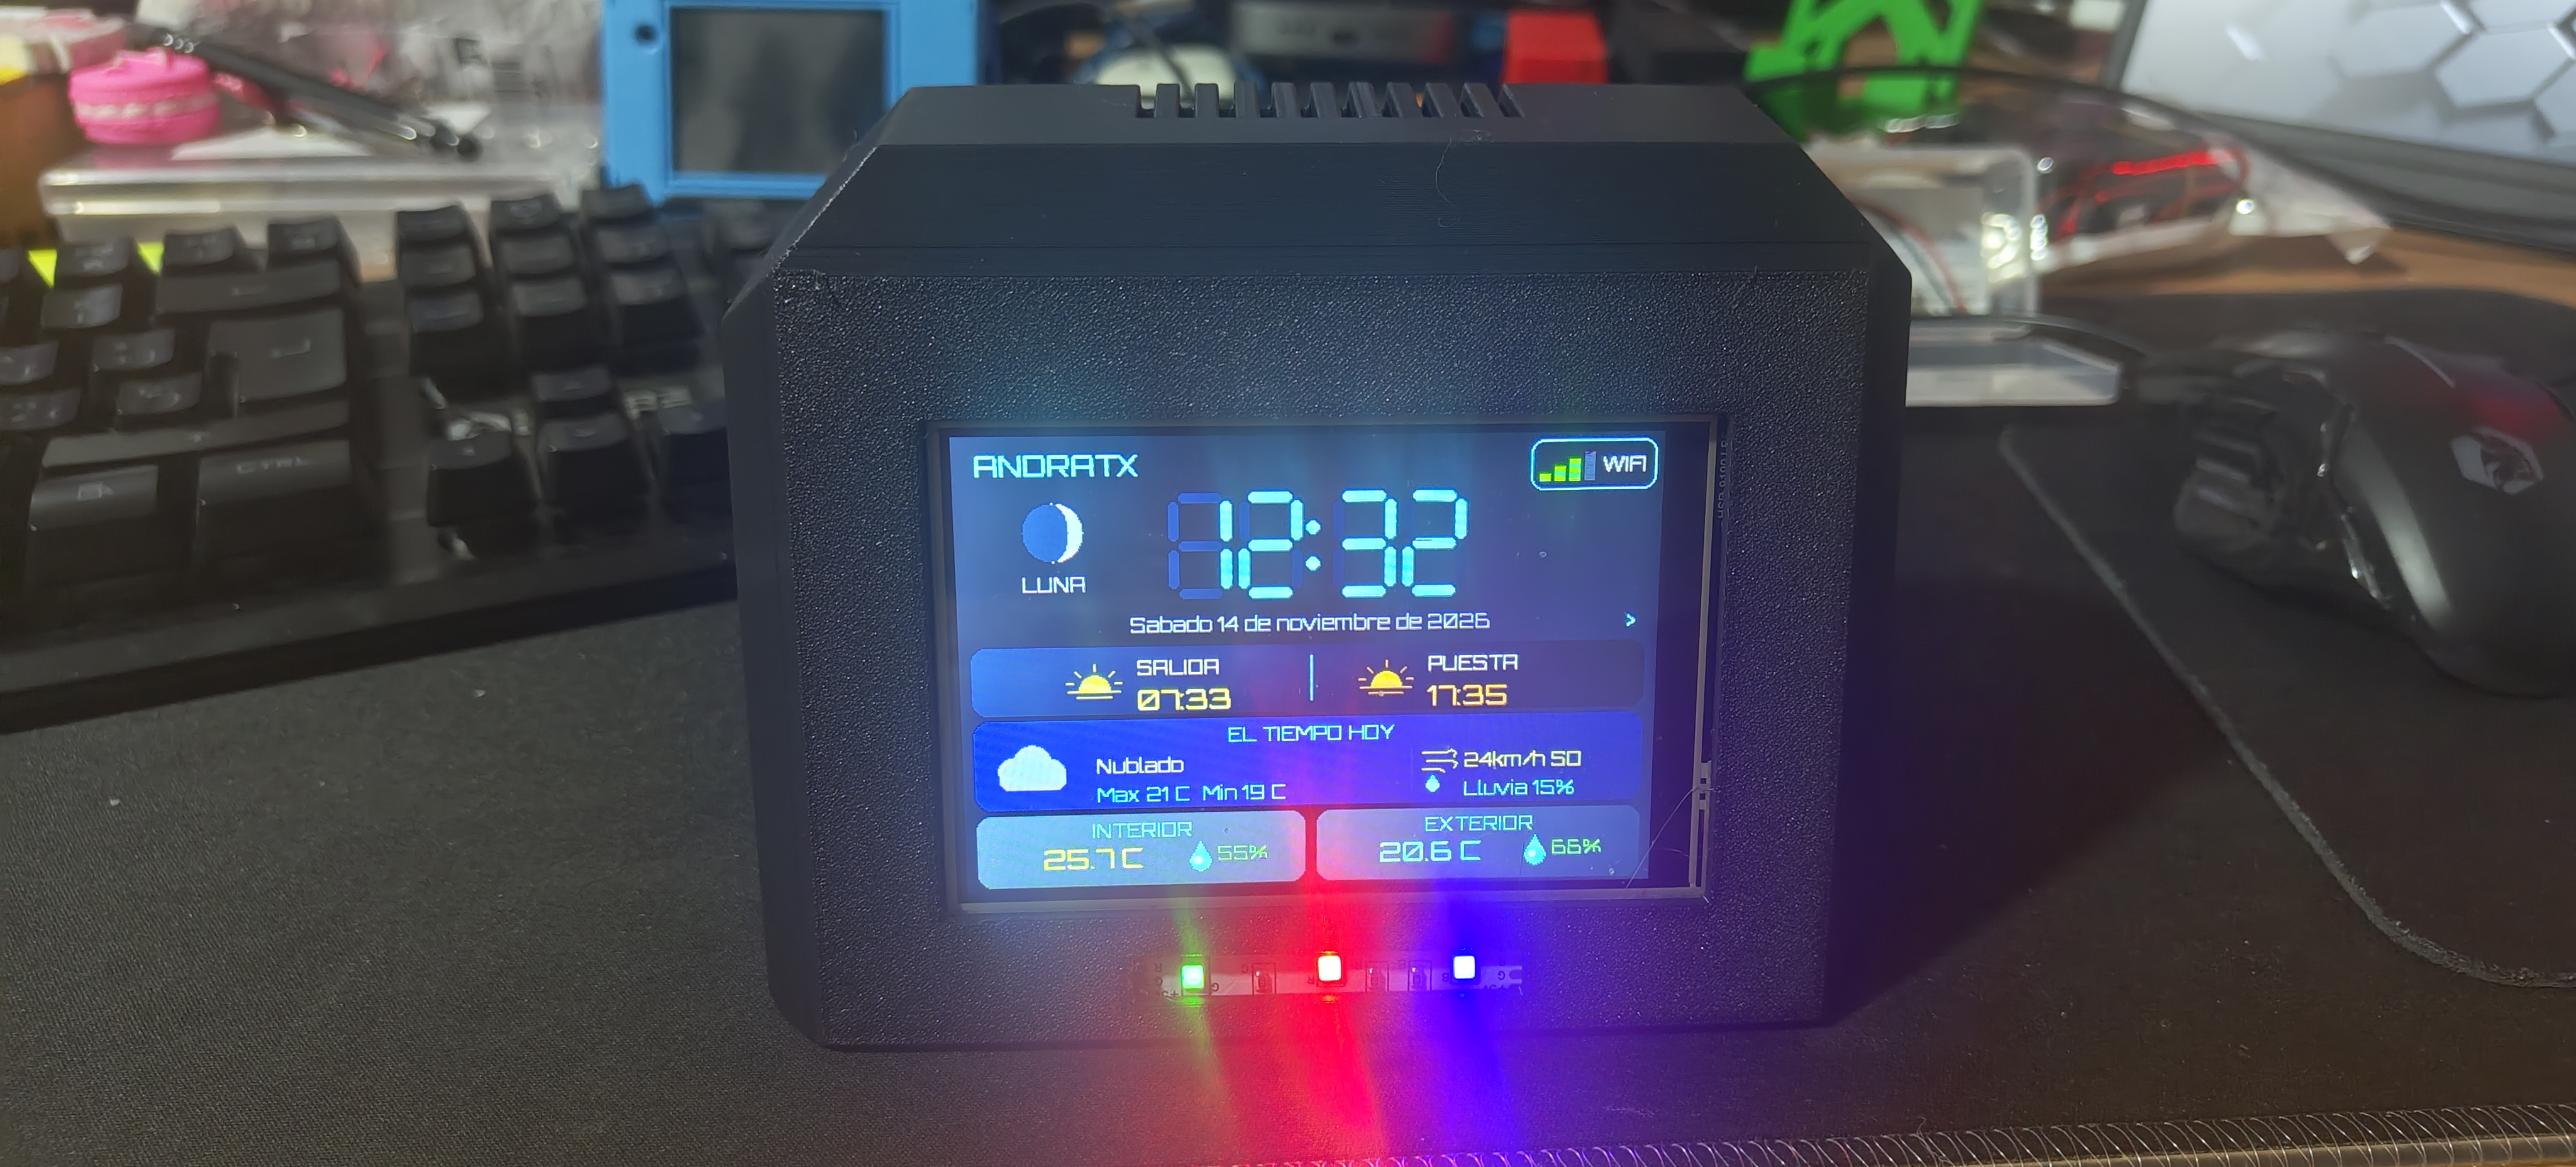 ANDRATX
WIFI
12:32
LUNA
Sabado 14 de noviembre de 2026
>
SALIDA
07:33
PUESTA
17:35
EL TIEMPO HOY
Nublado
24km/h SO
Max 21 C Min 19 C
Lluvia 15%
INTERIOR
25.7 C
55%
EXTERIOR
20.6 C
66%
CTRL